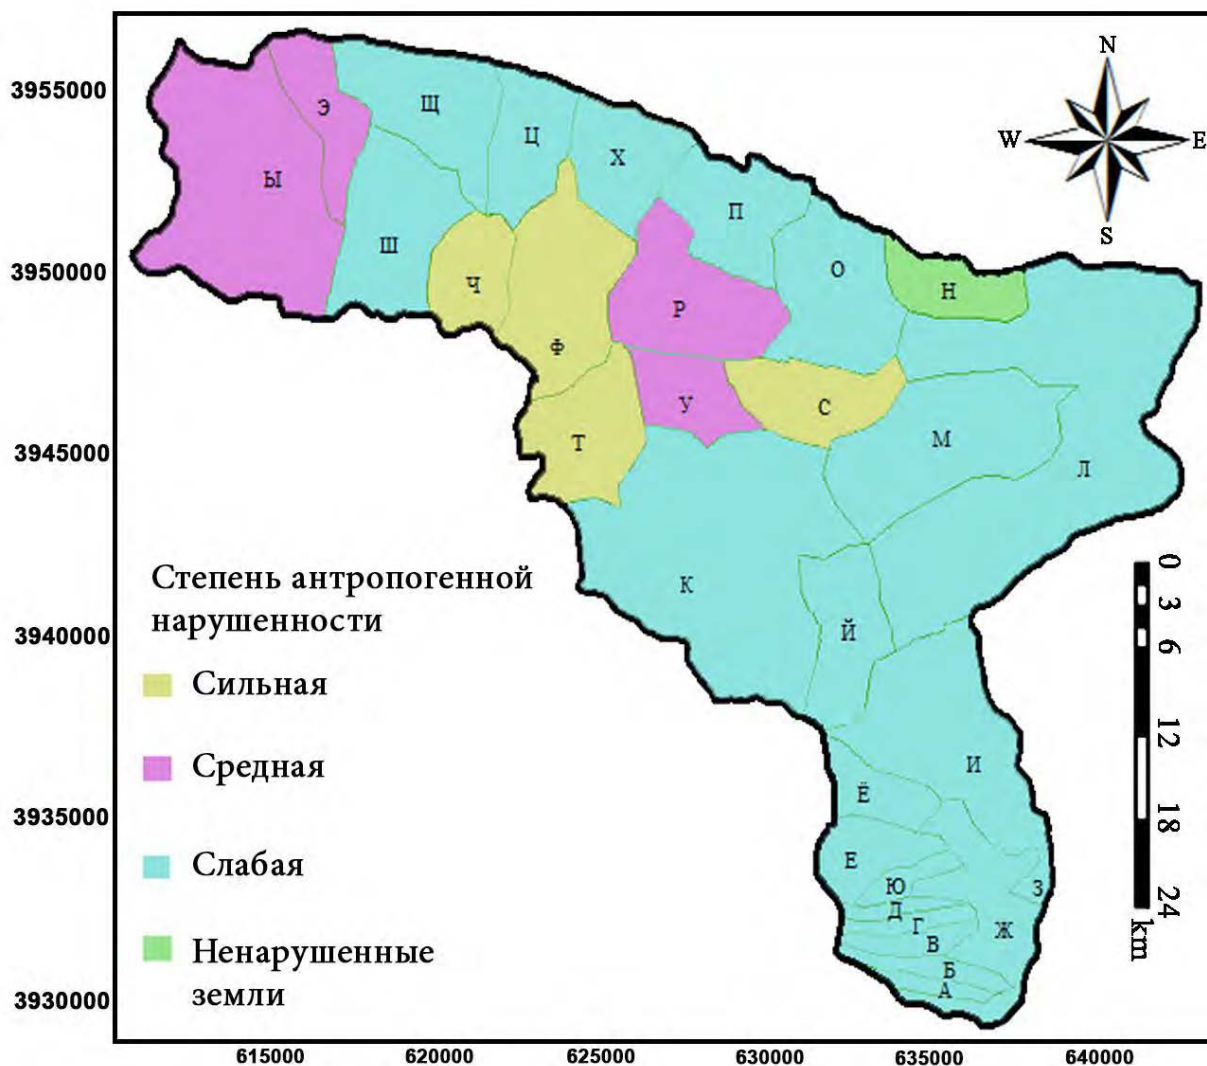 3955000
3950000
3945000
3940000
3935000
3930000
615000 620000 625000 630000 635000 640000
N
W E
S
Э
Щ
Ц
Х
Ы
П
Ш
О
Ч
Н
Р
Ф
У
С
Т
М
Л
К
Й
И
Ё
Е
Ю
З
Д
Г
Ж
В
Б
А
Степень антропогенной
нарушенности
Сильная
Средная
Слабая
Ненарушенные
земли
0
3
6
12
18
24
km